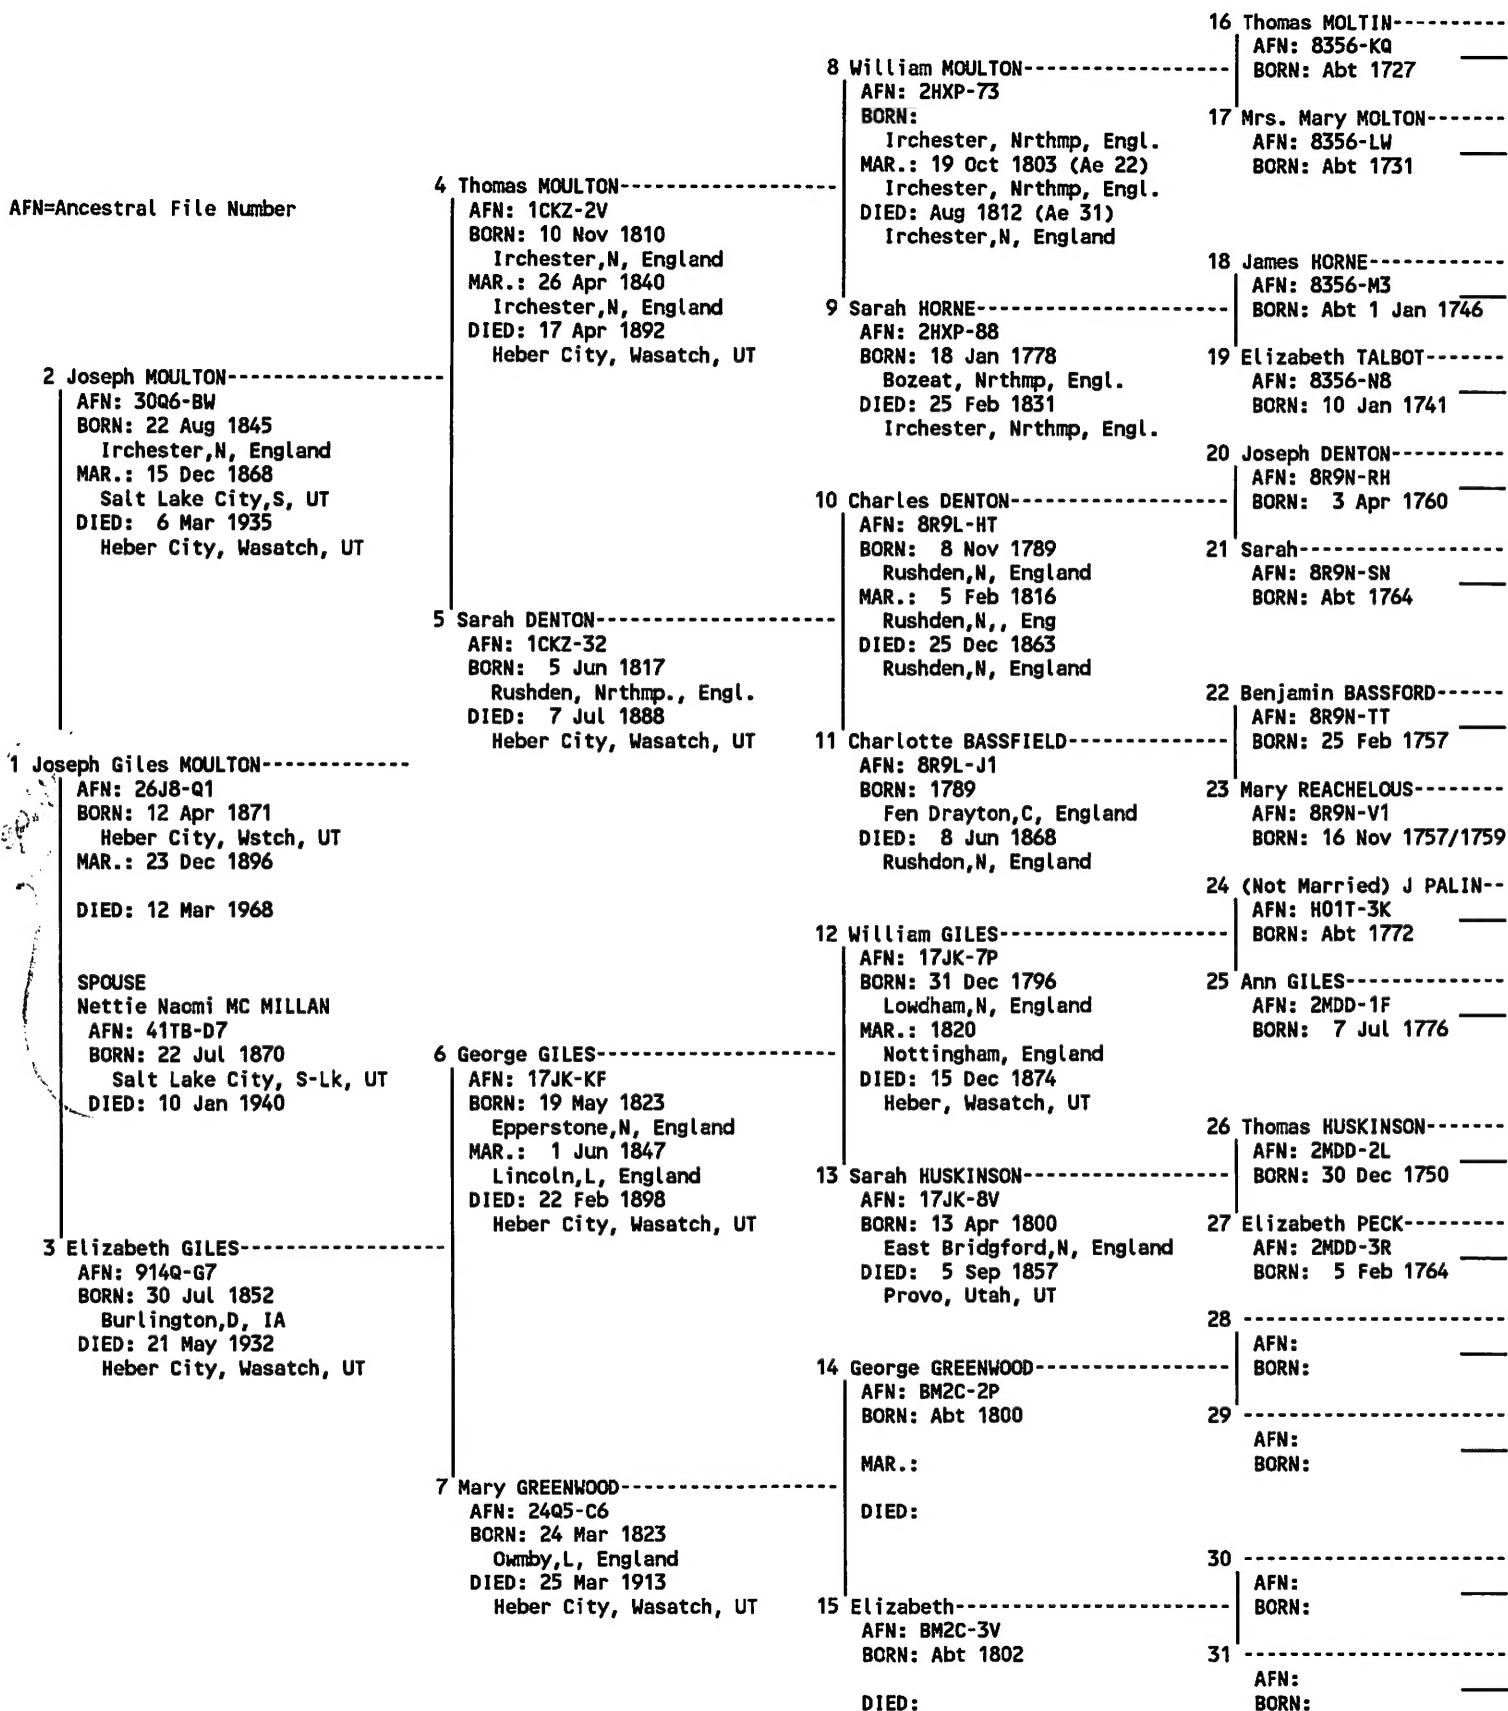 AFN=Ancestral File Number
1 Joseph Giles MOULTON------------
AFN: 26J8-Q1
BORN: 12 Apr 1871
Heber City, Wstch, UT
MAR.: 23 Dec 1896
DIED: 12 Mar 1968
SPOUSE
Nettie Naomi MC MILLAN
AFN: 41TB-D7
BORN: 22 Jul 1870
Salt Lake City, S-Lk, UT
DIED: 10 Jan 1940
2 Joseph MOULTON------------------
AFN: 30Q6-BW
BORN: 22 Aug 1845
Irchester,N, England
MAR.: 15 Dec 1868
Salt Lake City,S, UT
DIED:  6 Mar 1935
Heber City, Wasatch, UT
3 Elizabeth GILES-----------------
AFN: 914Q-G7
BORN: 30 Jul 1852
Burlington,D, IA
DIED: 21 May 1932
Heber City, Wasatch, UT
4 Thomas MOULTON------------------
AFN: 1CKZ-2V
BORN: 10 Nov 1810
Irchester,N, England
MAR.: 26 Apr 1840
Irchester,N, England
DIED: 17 Apr 1892
Heber City, Wasatch, UT
5 Sarah DENTON--------------------
AFN: 1CKZ-32
BORN:  5 Jun 1817
Rushden, Nrthmp., Engl.
DIED:  7 Jul 1888
Heber City, Wasatch, UT
6 George GILES--------------------
AFN: 17JK-KF
BORN: 19 May 1823
Epperstone,N, England
MAR.:  1 Jun 1847
Lincoln,L, England
DIED: 22 Feb 1898
Heber City, Wasatch, UT
7 Mary GREENWOOD------------------
AFN: 24Q5-C6
BORN: 24 Mar 1823
Owmby,L, England
DIED: 25 Mar 1913
Heber City, Wasatch, UT
8 William MOULTON-----------------
AFN: 2HXP-73
BORN:
Irchester, Nrthmp, Engl.
MAR.: 19 Oct 1803 (Ae 22)
Irchester, Nrthmp, Engl.
DIED: Aug 1812 (Ae 31)
Irchester,N, England
9 Sarah HORNE---------------------
AFN: 2HXP-88
BORN: 18 Jan 1778
Bozeat, Nrthmp, Engl.
DIED: 25 Feb 1831
Irchester, Nrthmp, Engl.
10 Charles DENTON------------------
AFN: 8R9L-HT
BORN:  8 Nov 1789
Rushden,N, England
MAR.:  5 Feb 1816
Rushden,N,, Eng
DIED: 25 Dec 1863
Rushden,N, England
11 Charlotte BASSFIELD-------------
AFN: 8R9L-J1
BORN: 1789
Fen Drayton,C, England
DIED:  8 Jun 1868
Rushdon,N, England
12 William GILES-------------------
AFN: 17JK-7P
BORN: 31 Dec 1796
Lowdham,N, England
MAR.: 1820
Nottingham, England
DIED: 15 Dec 1874
Heber, Wasatch, UT
13 Sarah HUSKINSON-----------------
AFN: 17JK-8V
BORN: 13 Apr 1800
East Bridgford,N, England
DIED:  5 Sep 1857
Provo, Utah, UT
14 George GREENWOOD----------------
AFN: BM2C-2P
BORN: Abt 1800
MAR.:
DIED:
15 Elizabeth-----------------------
AFN: BM2C-3V
BORN: Abt 1802
DIED:
16 Thomas MOLTIN----------
AFN: 8356-KQ
BORN: Abt 1727
17 Mrs. Mary MOLTON-------
AFN: 8356-LW
BORN: Abt 1731
18 James HORNE------------
AFN: 8356-M3
BORN: Abt 1 Jan 1746
19 Elizabeth TALBOT-------
AFN: 8356-N8
BORN: 10 Jan 1741
20 Joseph DENTON----------
AFN: 8R9N-RH
BORN:  3 Apr 1760
21 Sarah------------------
AFN: 8R9N-SN
BORN: Abt 1764
22 Benjamin BASSFORD------
AFN: 8R9N-TT
BORN: 25 Feb 1757
23 Mary REACHELOUS--------
AFN: 8R9N-V1
BORN: 16 Nov 1757/1759
24 (Not Married) J PALIN--
AFN: H01T-3K
BORN: Abt 1772
25 Ann GILES--------------
AFN: 2MDD-1F
BORN:  7 Jul 1776
26 Thomas HUSKINSON-------
AFN: 2MDD-2L
BORN: 30 Dec 1750
27 Elizabeth PECK---------
AFN: 2MDD-3R
BORN:  5 Feb 1764
28 -----------------------
AFN:
BORN:
29 -----------------------
AFN:
BORN:
30 -----------------------
AFN:
BORN:
31 -----------------------
AFN:
BORN: